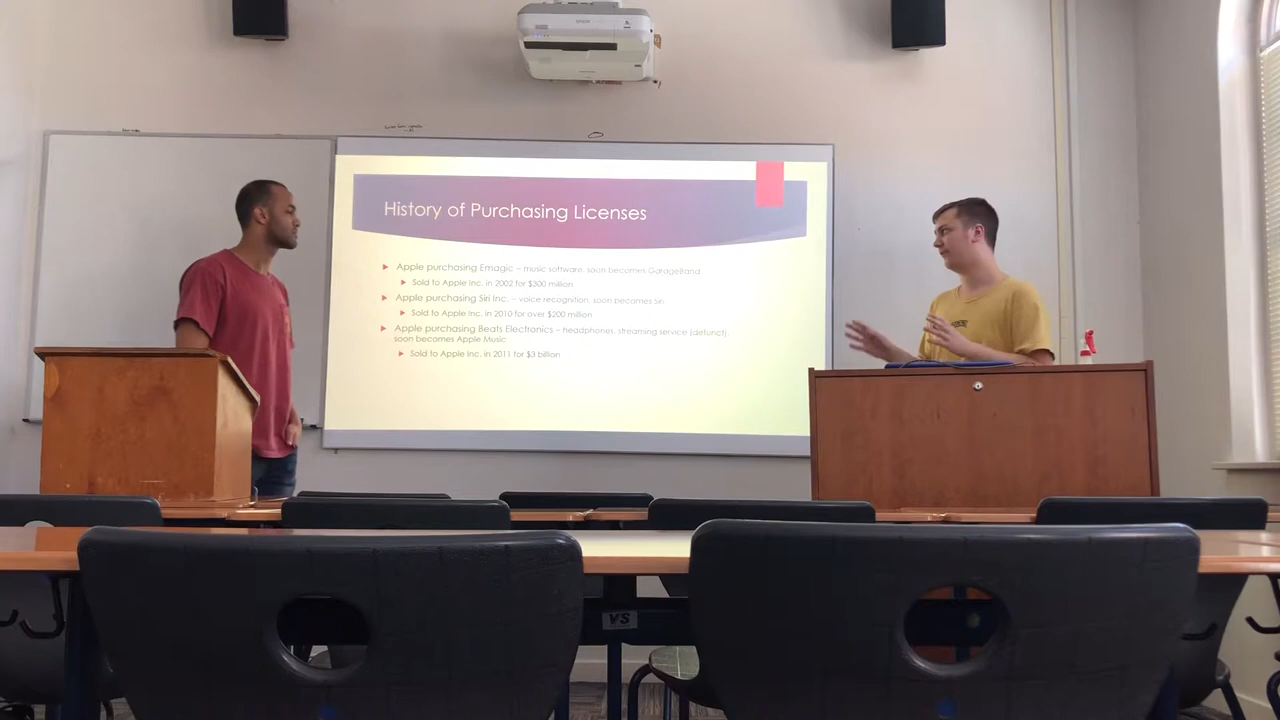 EPSON
History of Purchasing Licenses
Apple purchasing Emagic – music software, soon becomes GarageBand
Sold to Apple Inc. in 2002 for $300 million
Apple purchasing Siri Inc. – voice recognition, soon becomes Siri
Sold to Apple Inc. in 2010 for over $200 million
Apple purchasing Beats Electronics – headphones, streaming service (defunct),
soon becomes Apple Music
Sold to Apple Inc. in 2011 for $3 billion
VS